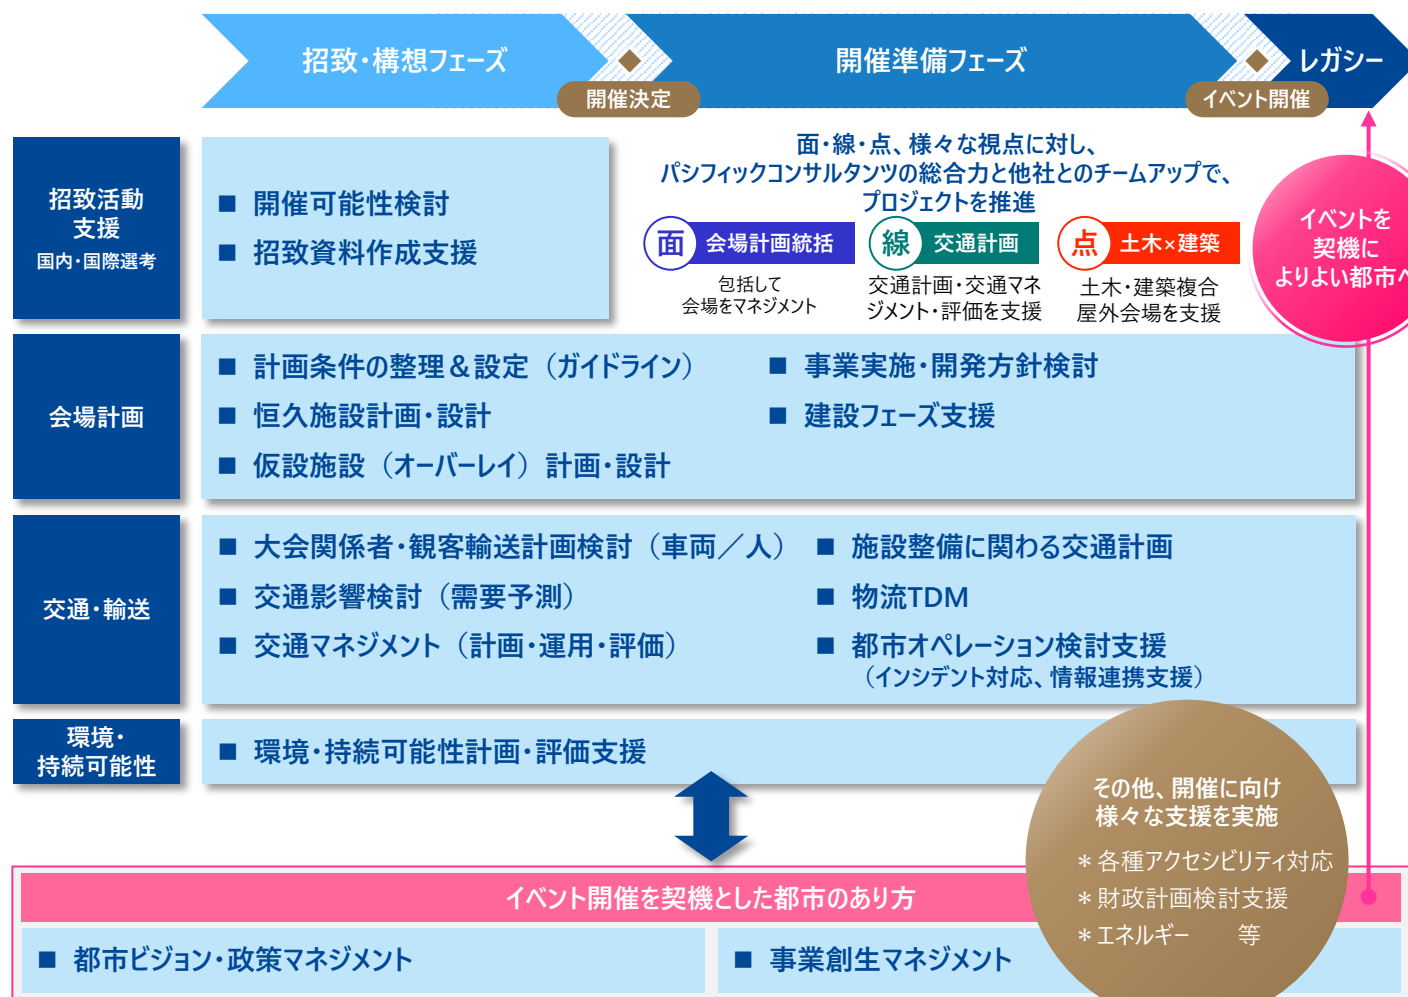 招致・構想フェーズ
開催準備フェーズ
レガシー
開催決定
イベント開催
招致活動
支援
国内・国際選考
■ 開催可能性検討
■ 招致資料作成支援
面・線・点、様々な視点に対し、
パシフィックコンサルタンツの総合力と他社とのチームアップで、
プロジェクトを推進
面 会場計画統括
包括して
会場をマネジメント
線 交通計画
交通計画・交通マネ
ジメント・評価を支援
点 土木×建築
土木・建築複合
屋外会場を支援
イベントを
契機に
よりよい都市へ
会場計画
■ 計画条件の整理&設定（ガイドライン）
■ 恒久施設計画・設計
■ 仮設施設（オーバーレイ）計画・設計
■ 事業実施・開発方針検討
■ 建設フェーズ支援
交通・輸送
■ 大会関係者・観客輸送計画検討（車両／人）
■ 交通影響検討（需要予測）
■ 交通マネジメント（計画・運用・評価）
■ 施設整備に関わる交通計画
■ 物流TDM
■ 都市オペレーション検討支援
（インシデント対応、情報連携支援）
環境・
持続可能性
■ 環境・持続可能性計画・評価支援
その他、開催に向け
様々な支援を実施
＊各種アクセシビリティ対応
＊財政計画検討支援
＊エネルギー　等
イベント開催を契機とした都市のあり方
■ 都市ビジョン・政策マネジメント
■ 事業創生マネジメント